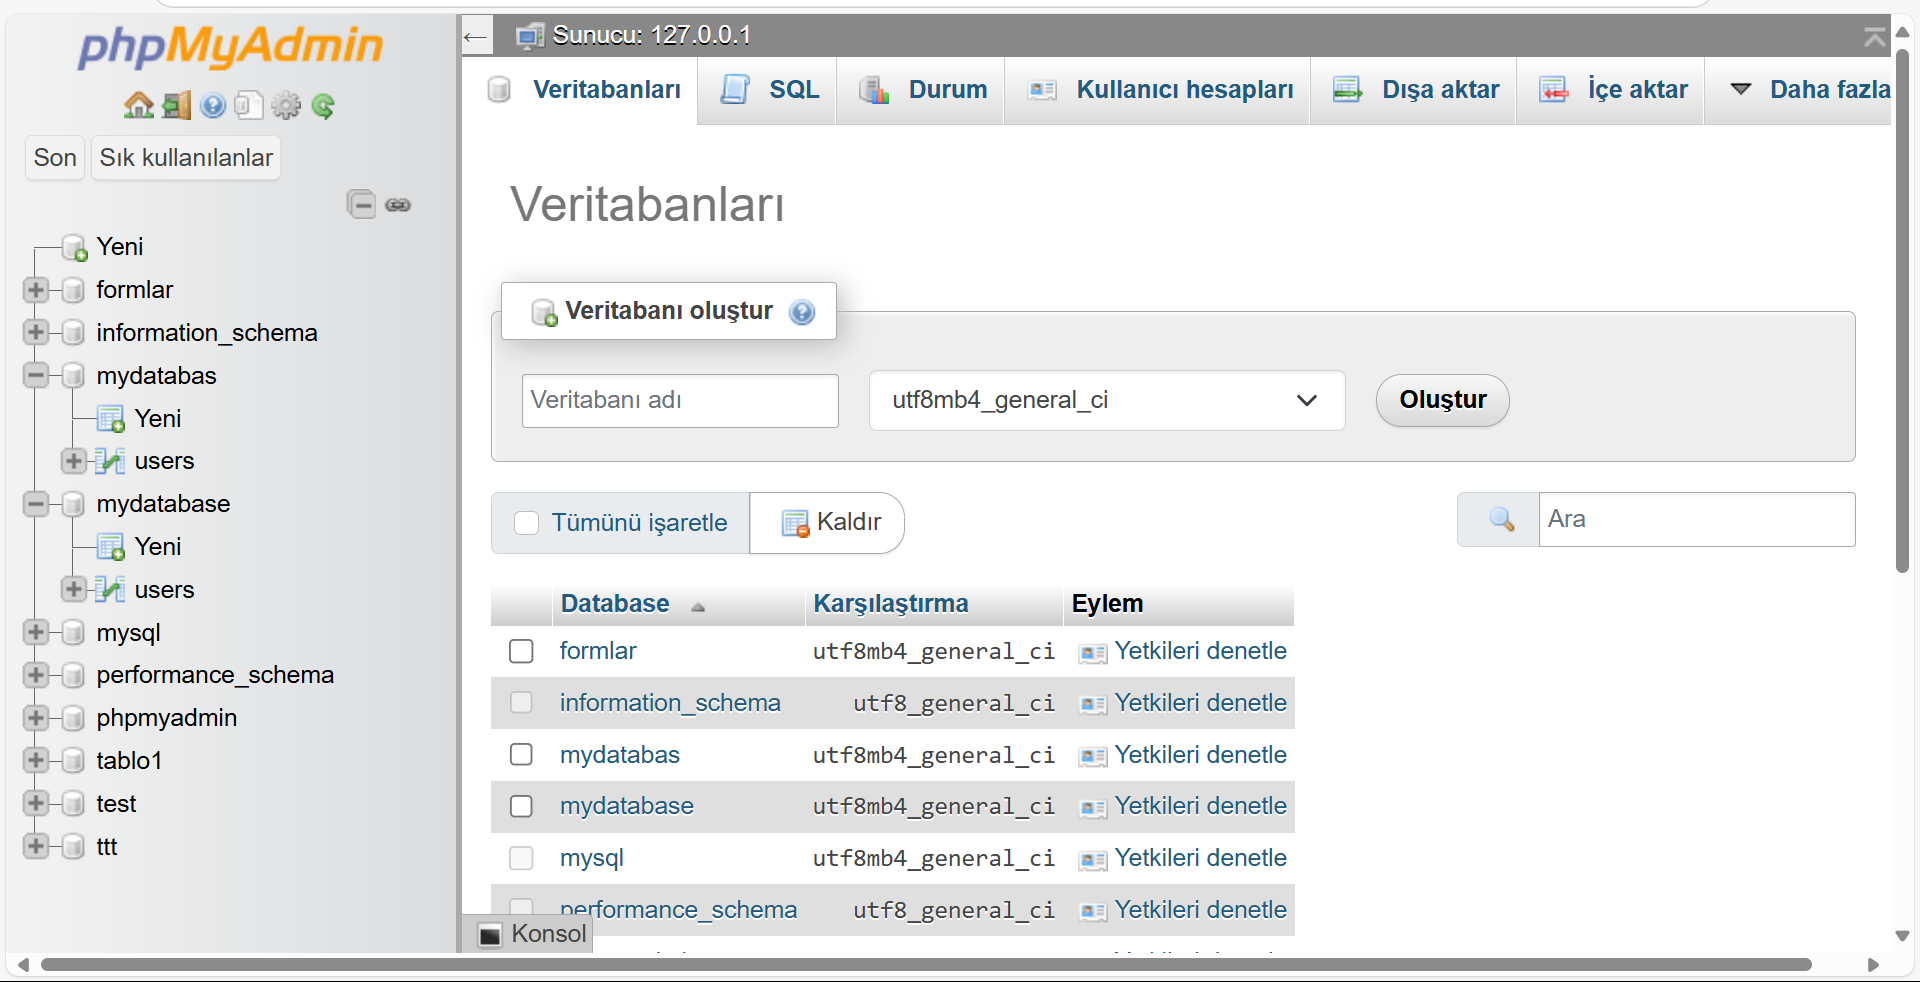 phpMyAdmin
Son
Sık kullanılanlar
Yeni
formlar
information_schema
mydatabas
Yeni
users
mydatabase
Yeni
users
mysql
performance_schema
phpmyadmin
tablo1
test
ttt
Sunucu: 127.0.0.1
Veritabanları
SQL
Durum
Kullanıcı hesapları
Dışa aktar
İçe aktar
Daha fazla
Veritabanları
Veritabanı oluştur
Veritabanı adı
utf8mb4_general_ci
Oluştur
Tümünü işaretle
Kaldır
Ara
Database Karşılaştırma Eylem
formlar utf8mb4_general_ci Yetkileri denetle
information_schema utf8_general_ci Yetkileri denetle
mydatabas utf8mb4_general_ci Yetkileri denetle
mydatabase utf8mb4_general_ci Yetkileri denetle
mysql utf8mb4_general_ci Yetkileri denetle
performance_schema utf8_general_ci Yetkileri denetle
Konsol